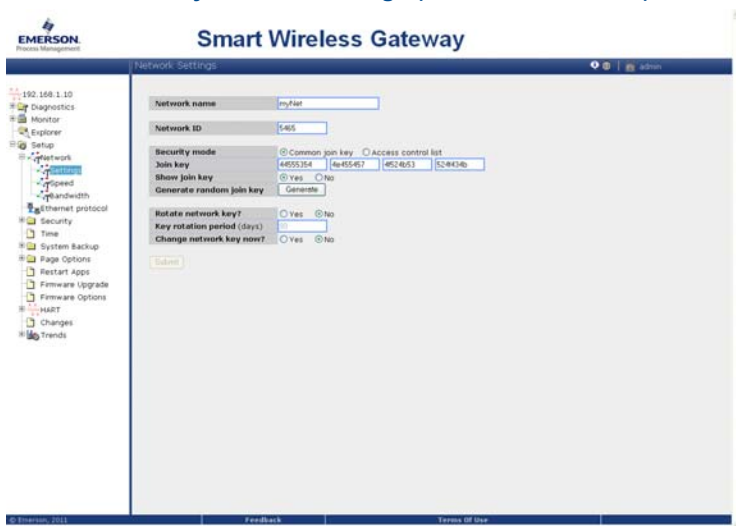 EMERSON.
Process Management
Smart Wireless Gateway
Network Settings
admin
192.168.1.10
Diagnostics
Monitor
Explorer
Setup
Network
Settings
Speed
Bandwidth
Ethernet protocol
Security
Time
System Backup
Page Options
Restart Apps
Firmware Upgrade
Firmware Options
HART
Changes
Trends
Network name myNet
Network ID 5465
Security mode Common join key Access control list
Join key 44555354 4e455457 4f524b53
Show join key Yes No
Generate random join key Generate
Rotate network key? Yes No
Key rotation period (days)
Change network key now? Yes No
Submit
© Emerson, 2011 Feedback Terms Of Use